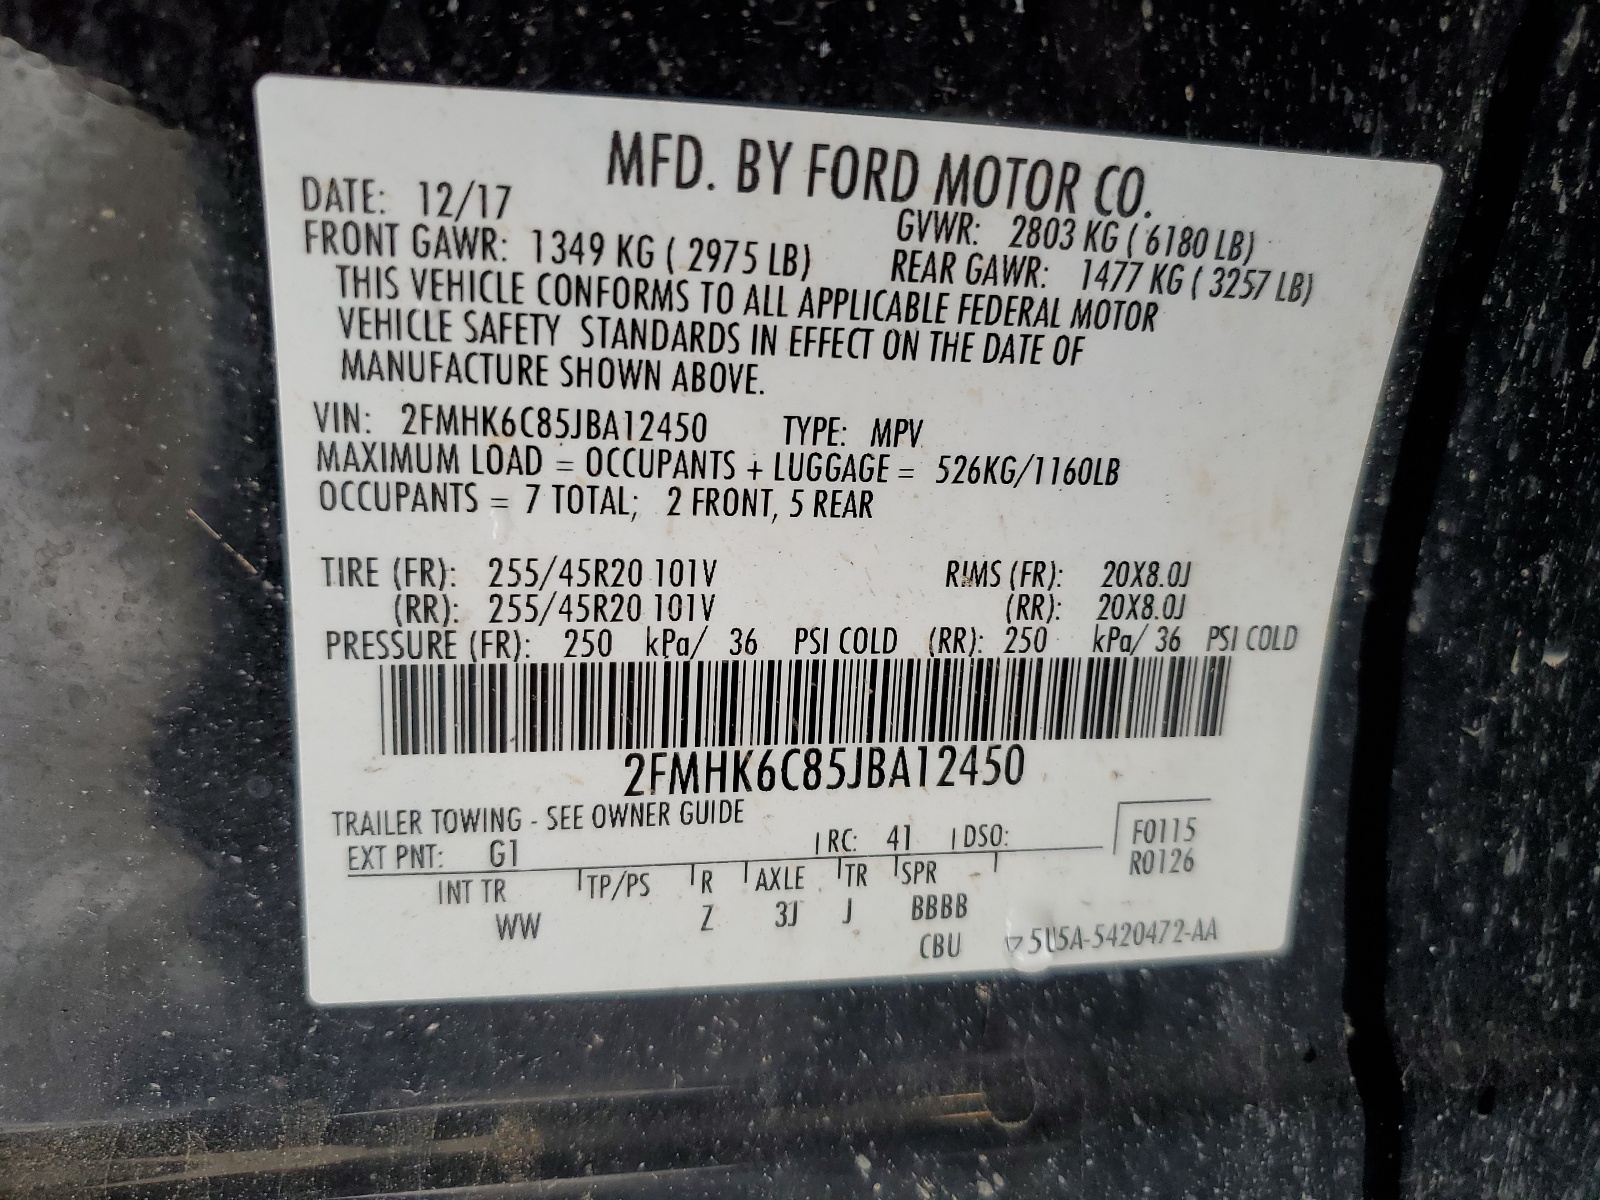 MFD. BY FORD MOTOR CO.
DATE: 12/17 GVWR: 2803 KG ( 6180 LB)
FRONT GAWR: 1349 KG ( 2975 LB) REAR GAWR: 1477 KG ( 3257 LB)
THIS VEHICLE CONFORMS TO ALL APPLICABLE FEDERAL MOTOR
VEHICLE SAFETY STANDARDS IN EFFECT ON THE DATE OF
MANUFACTURE SHOWN ABOVE.
VIN: 2FMHK6C85JBA12450 TYPE: MPV
MAXIMUM LOAD = OCCUPANTS + LUGGAGE = 526KG/1160LB
OCCUPANTS = 7 TOTAL; 2 FRONT, 5 REAR
TIRE (FR): 255/45R20 101V RIMS (FR): 20X8.0J
(RR): 255/45R20 101V (RR): 20X8.0J
PRESSURE (FR): 250 kPa/ 36 PSI COLD (RR): 250 kPa/ 36 PSI COLD
2FMHK6C85JBA12450
TRAILER TOWING - SEE OWNER GUIDE
EXT PNT: G1 RC: 41 DSO: F0115
R0126
INT TR TP/PS R AXLE TR SPR
WW Z 3J J BBBB
CBU 5U5A-5420472-AA